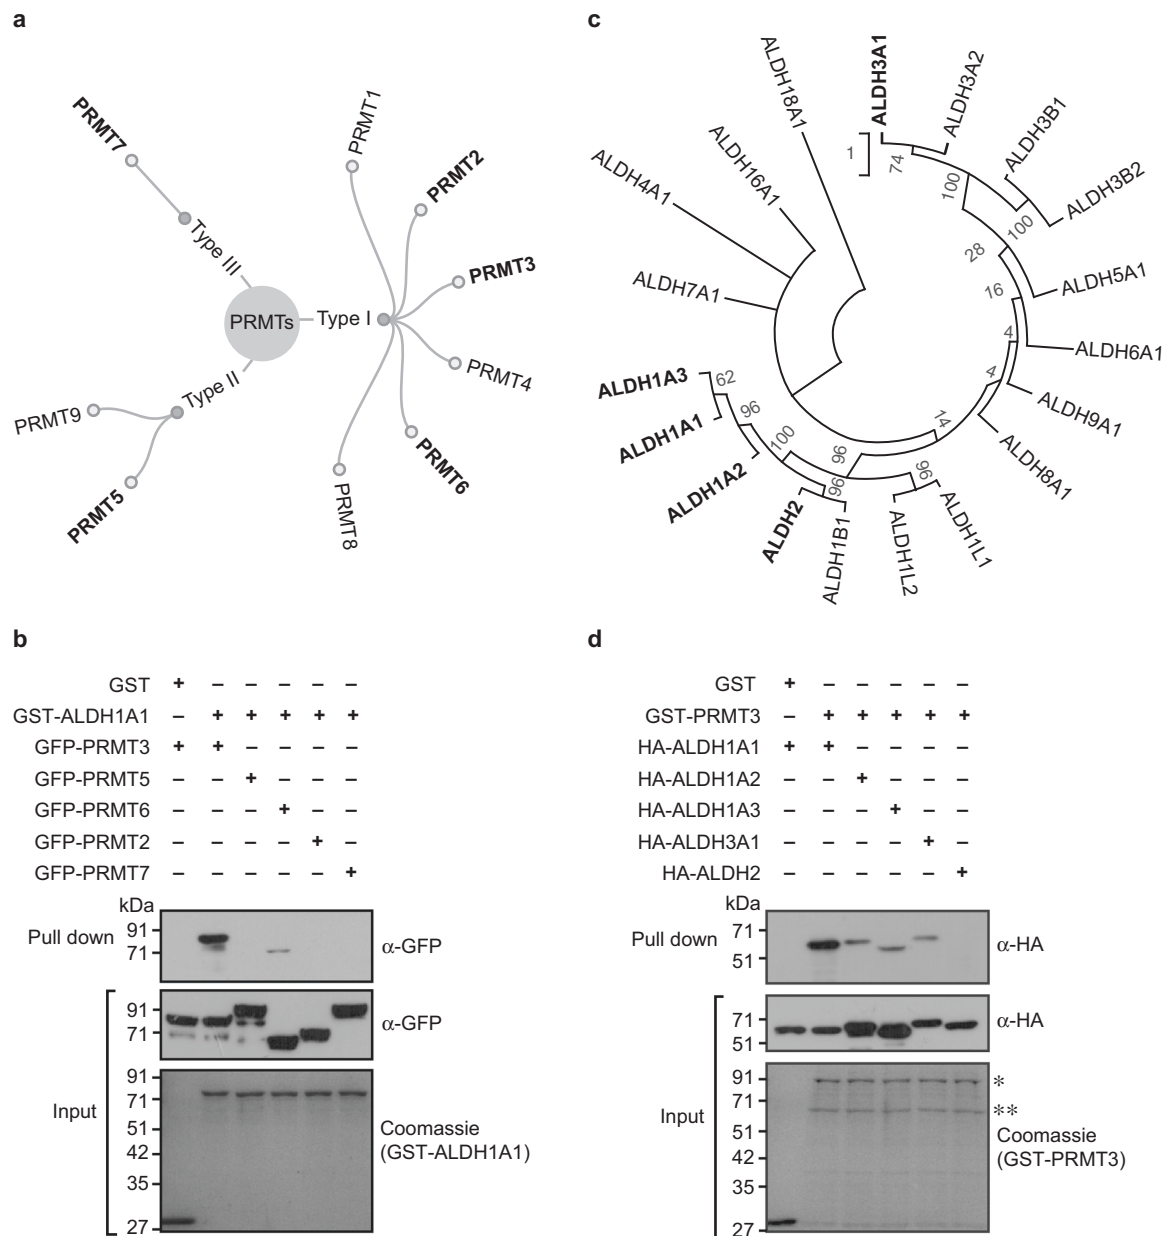 a
PRMT7
Type III
PRMTs
Type I
Type II
PRMT9
PRMT5
PRMT1
PRMT2
PRMT3
PRMT4
PRMT6
PRMT8
c
ALDH18A1
ALDH16A1
ALDH4A1
ALDH7A1
ALDH3A1
ALDH3A2
ALDH3B1
ALDH3B2
ALDH5A1
ALDH6A1
ALDH9A1
ALDH8A1
ALDH1L1
ALDH1L2
ALDH1B1
ALDH2
ALDH1A2
ALDH1A1
ALDH1A3
1
74
100
100
28
16
4
4
14
96
96
96
100
96
62
b
GST + – – – – –
GST-ALDH1A1 – + + + + +
GFP-PRMT3 + + – – – –
GFP-PRMT5 – – + – – –
GFP-PRMT6 – – – + – –
GFP-PRMT2 – – – – + –
GFP-PRMT7 – – – – – +
kDa
Pull down
91
71
α-GFP
Input
91
71
α-GFP
91
71
51
42
35
27
Coomassie
(GST-ALDH1A1)
d
GST + – – – – –
GST-PRMT3 – + + + + +
HA-ALDH1A1 + + – – – –
HA-ALDH1A2 – – + – – –
HA-ALDH1A3 – – – + – –
HA-ALDH3A1 – – – – + –
HA-ALDH2 – – – – – +
kDa
Pull down
71
51
α-HA
Input
71
51
α-HA
91
71
51
42
35
27
*
**
Coomassie
(GST-PRMT3)